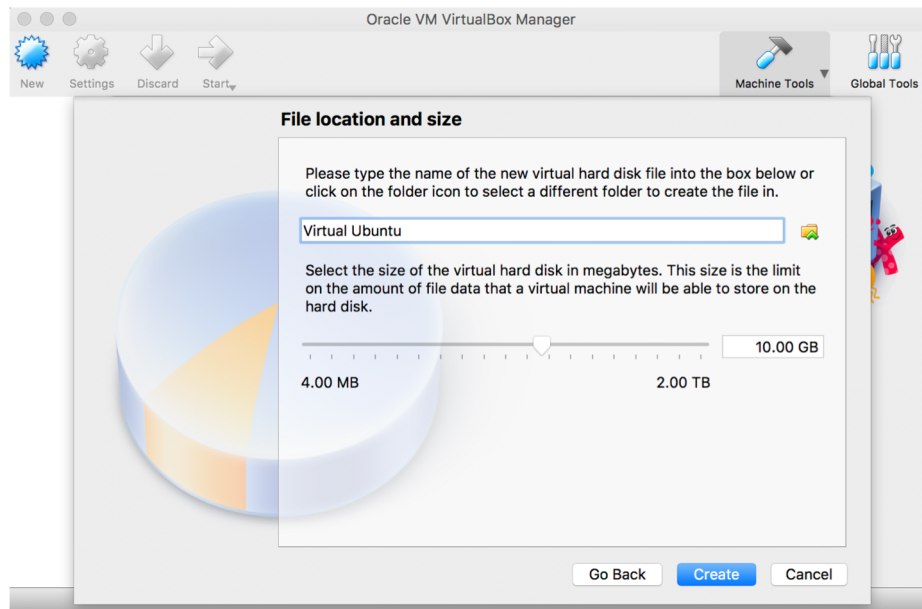 Oracle VM VirtualBox Manager
New Settings Discard Start Machine Tools Global Tools
File location and size
Please type the name of the new virtual hard disk file into the box below or
click on the folder icon to select a different folder to create the file in.
Virtual Ubuntu
Select the size of the virtual hard disk in megabytes. This size is the limit
on the amount of file data that a virtual machine will be able to store on the
hard disk.
10.00 GB
4.00 MB 2.00 TB
Go Back Create Cancel